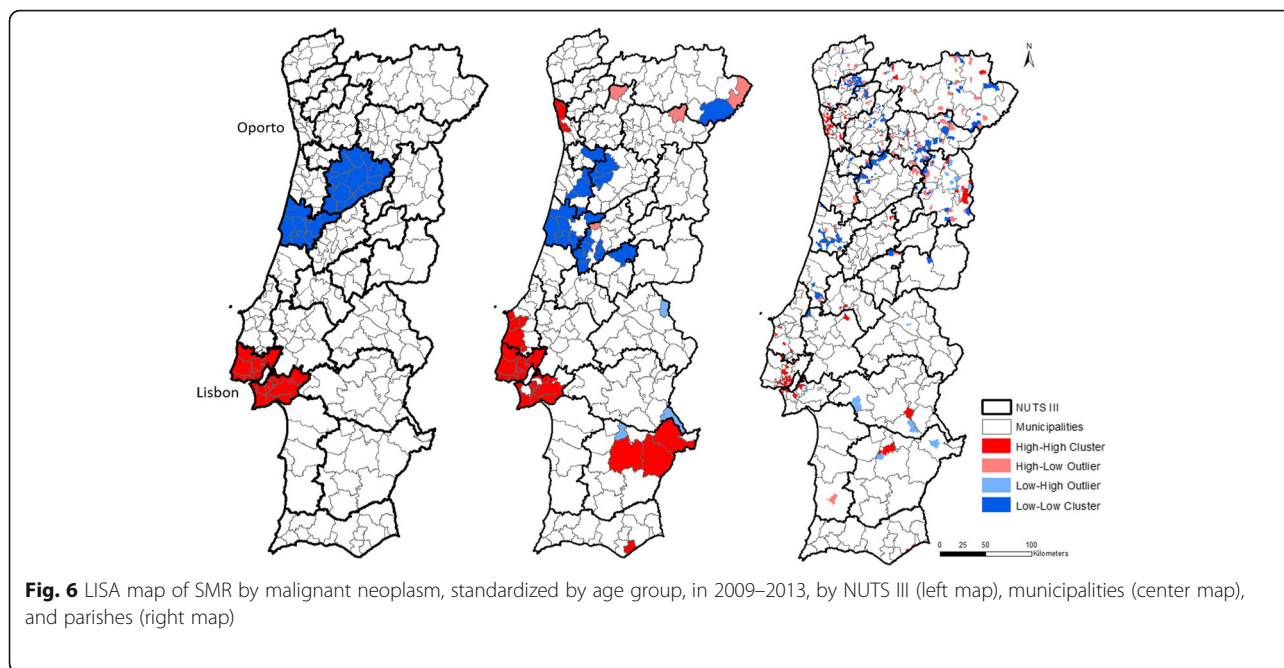 N
Oporto
Lisbon
NUTS III
Municipalities
High-High Cluster
High-Low Outlier
Low-High Outlier
Low-Low Cluster
0 25 50 100
Kilometers
Fig. 6 LISA map of SMR by malignant neoplasm, standardized by age group, in 2009–2013, by NUTS III (left map), municipalities (center map),
and parishes (right map)